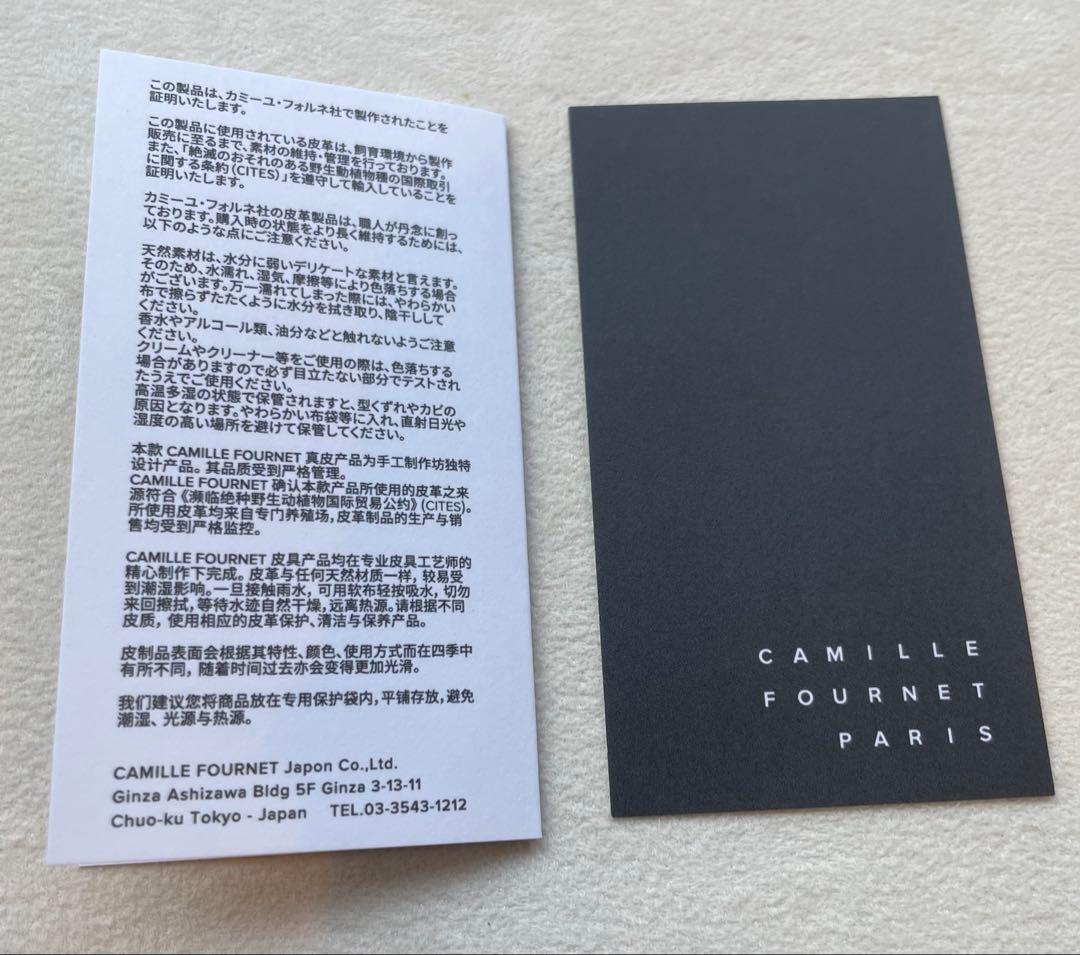 この製品は、カミーユ・フォルネ社で製作されたことを
証明いたします。
この製品に使用されている皮革は、飼育環境から製作
販売に至るまで、素材の維持・管理を行っております。
また、「絶滅のおそれのある野生動植物種の国際取引
に関する条約(CITES)」を遵守して輸入していることを
証明いたします。
カミーユ・フォルネ社の皮革製品は、職人が丹念に創っ
ております。購入時の状態をより長く維持するためには、
以下のような点にご注意ください。
天然素材は、水分に弱いデリケートな素材と言えます。
そのため、水濡れ、湿気、摩擦等により色落ちする場合
がございます。万一濡れてしまった際には、やわらかい
布で擦らずたたくように水分を拭き取り、陰干しして
ください。
香水やアルコール類、油分などと触れないようご注意
ください。
クリームやクリーナー等をご使用の際は、色落ちする
場合がありますので必ず目立たない部分でテストされ
たうえでご使用ください。
高温多湿の状態で保管されますと、型くずれやカビの
原因となります。やわらかい布袋等に入れ、直射日光や
湿度の高い場所を避けて保管してください。
本款 CAMILLE FOURNET 真皮产品为手工制作坊独特
设计产品。其品质受到严格管理。
CAMILLE FOURNET 确认本款产品所使用的皮革之来
源符合《濒临绝种野生动植物国际贸易公约》(CITES)。
所使用皮革均来自专门养殖场,皮革制品的生产与销
售均受到严格监控。
CAMILLE FOURNET 皮具产品均在专业皮具工艺师的
精心制作下完成。皮革与任何天然材质一样,较易受
到潮湿影响。一旦接触雨水,可用软布轻按吸水,切勿
来回擦拭,等待水迹自然干燥,远离热源。请根据不同
皮质,使用相应的皮革保护、清洁与保养产品。
皮制品表面会根据其特性、颜色、使用方式而在四季中
有所不同,随着时间过去亦会变得更加光滑。
我们建议您将商品放在专用保护袋内,平铺存放,避免
潮湿、光源与热源。
CAMILLE FOURNET Japon Co.,Ltd.
Ginza Ashizawa Bldg 5F Ginza 3-13-11
Chuo-ku Tokyo - Japan TEL.03-3543-1212
CAMILLE
FOURNET
PARIS